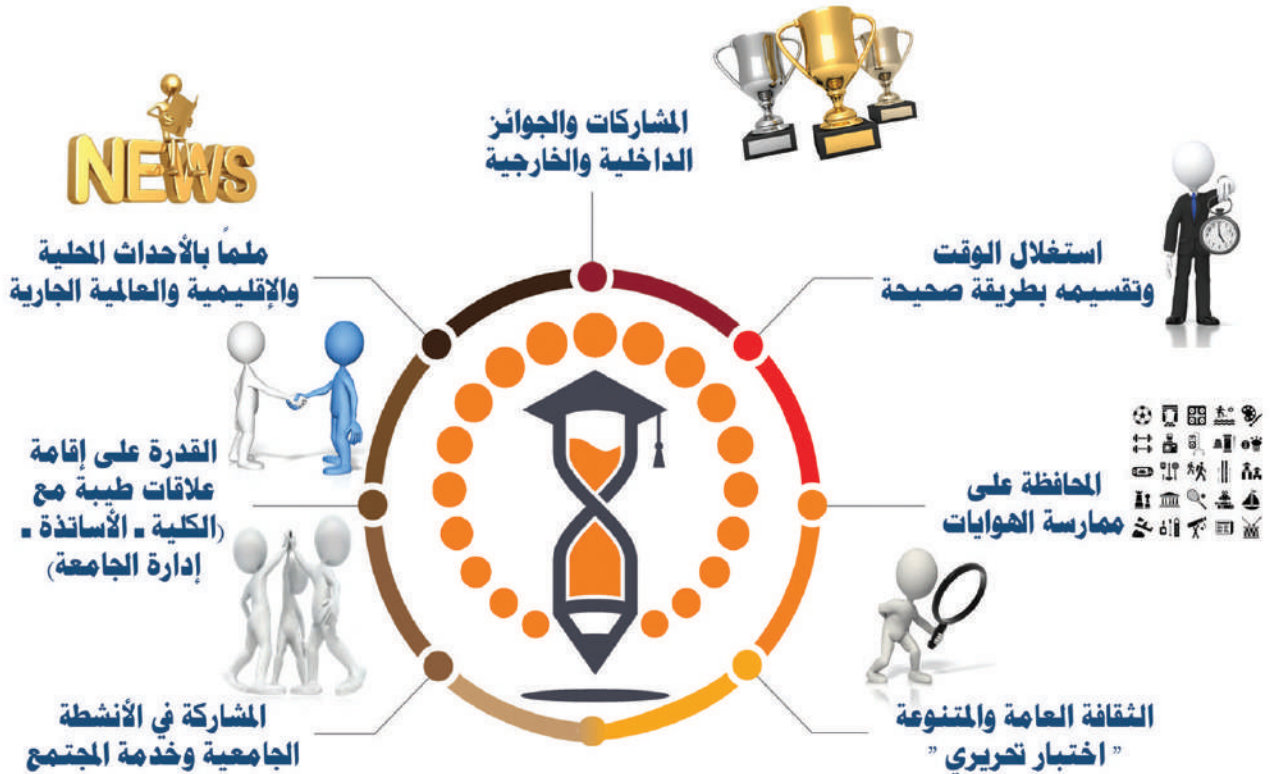 المشاركات والجوائز
الداخلية والخارجية
استغلال الوقت
وتقسيمه بطريقة صحيحة
المحافظة على
ممارسة الهوايات
الثقافة العامة والمتنوعة
" اختبار تحريري "
NEWS
ملماً بالأحداث المحلية
والإقليمية والعالمية الجارية
القدرة على إقامة
علاقات طيبة مع
(الكلية - الأساتذة -
إدارة الجامعة)
المشاركة في الأنشطة
الجامعية وخدمة المجتمع